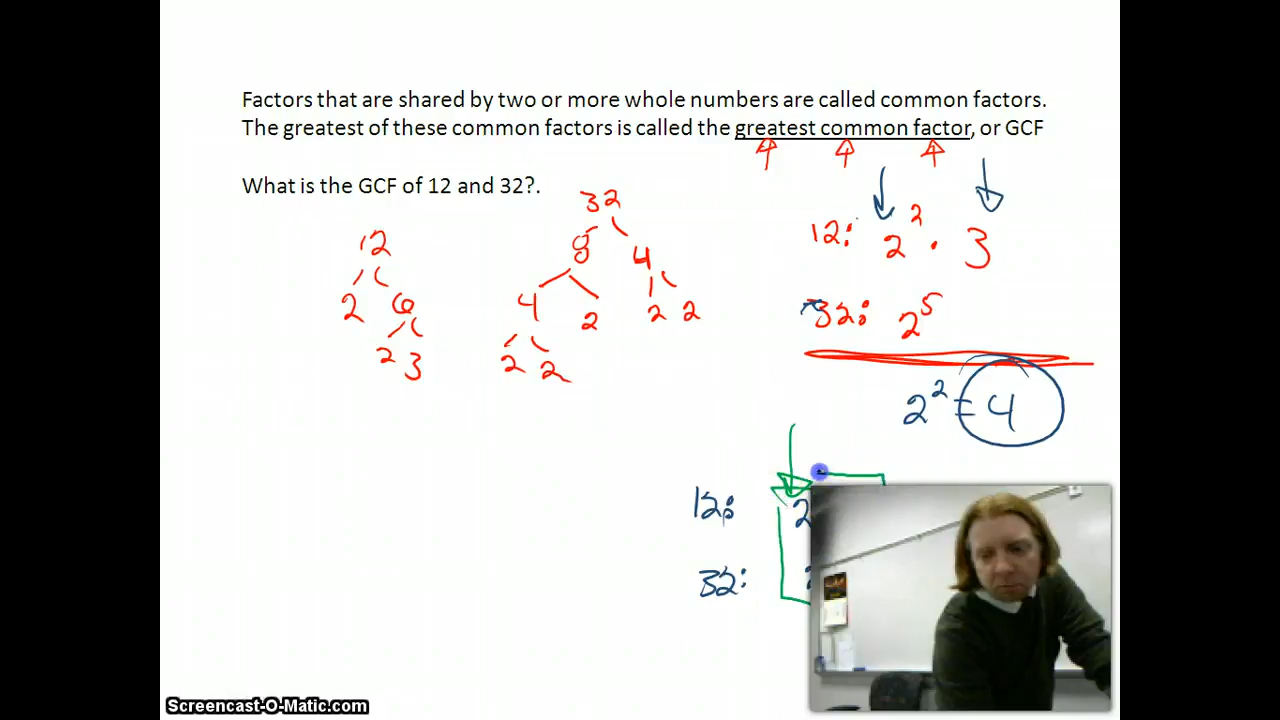 Factors that are shared by two or more whole numbers are called common factors.
The greatest of these common factors is called the greatest common factor, or GCF
What is the GCF of 12 and 32?.
32
12
8 4
2 6
4 2 2 2
2 3
2 2
12: 2² · 3
32: 2⁵
2² = 4
12: 2
32:
Screencast-O-Matic.com